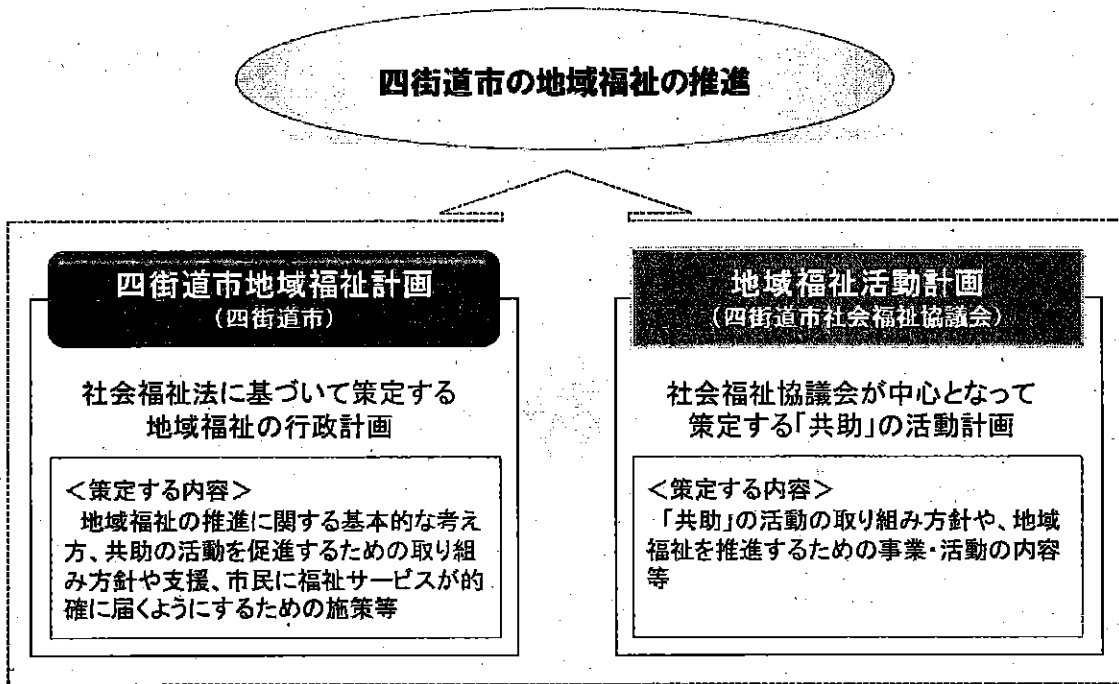 四街道市の地域福祉の推進
四街道市地域福祉計画
（四街道市）
社会福祉法に基づいて策定する
地域福祉の行政計画
＜策定する内容＞
地域福祉の推進に関する基本的な考え
方、共助の活動を促進するための取り組
み方針や支援、市民に福祉サービスが的
確に届くようにするための施策等
地域福祉活動計画
（四街道市社会福祉協議会）
社会福祉協議会が中心となって
策定する「共助」の活動計画
＜策定する内容＞
「共助」の活動の取り組み方針や、地域
福祉を推進するための事業・活動の内容
等